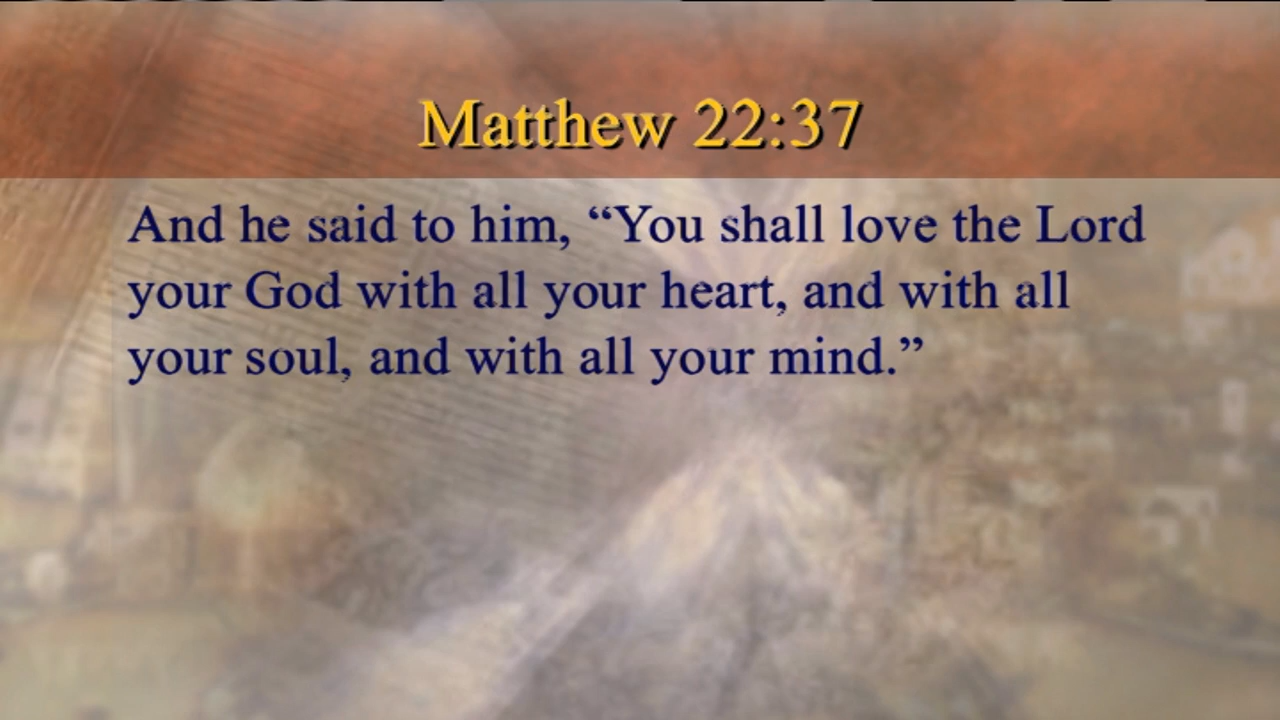 Matthew 22:37
And he said to him, “You shall love the Lord
your God with all your heart, and with all
your soul, and with all your mind.”